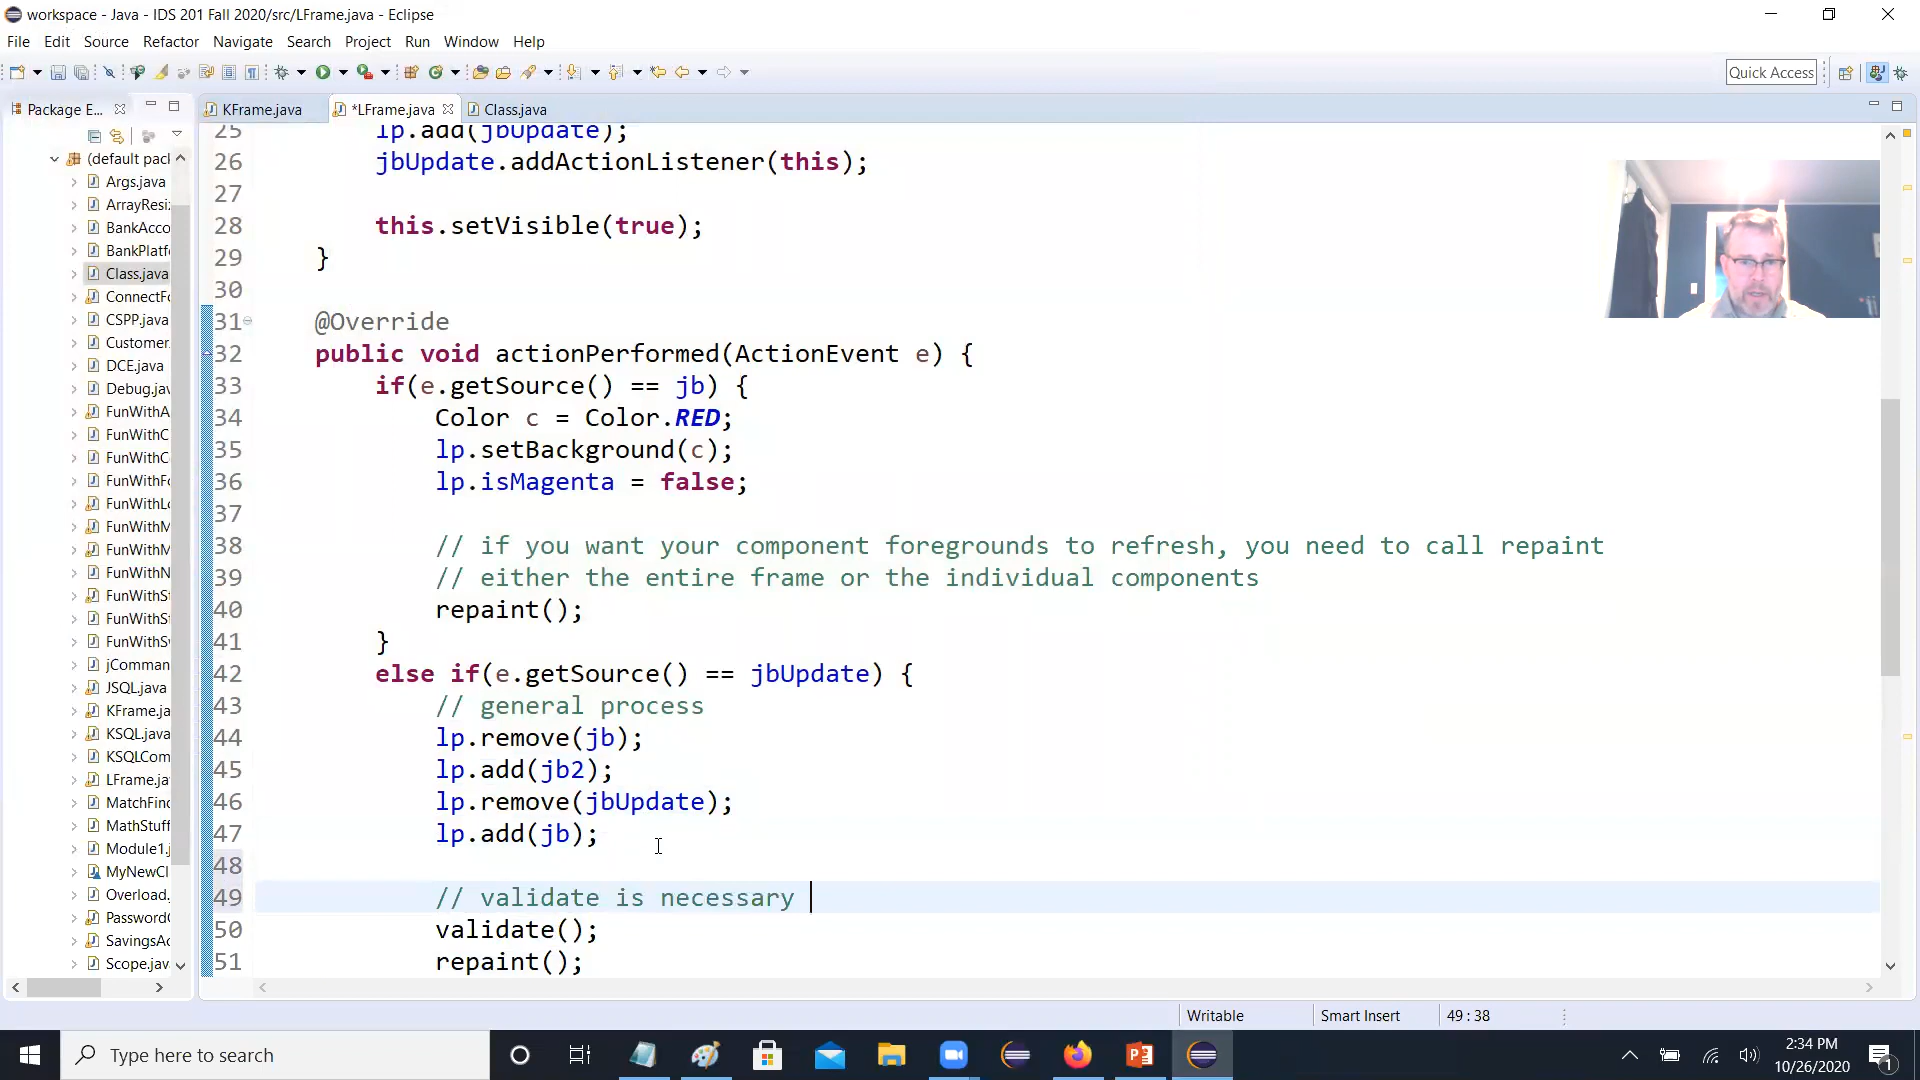 workspace - Java - IDS 201 Fall 2020/src/LFrame.java - Eclipse
File Edit Source Refactor Navigate Search Project Run Window Help
Quick Access
Package E...
KFrame.java
*LFrame.java
Class.java
(default pack
Args.java
ArrayResi
BankAcco
BankPlatf
Class.java
ConnectFo
CSPP.java
Customer.
DCE.java
Debug.jav
FunWithA
FunWithC
FunWithC
FunWithFo
FunWithLo
FunWithM
FunWithM
FunWithN
FunWithSt
FunWithSt
FunWithSv
jComman
JSQL.java
KFrame.ja
KSQL.java
KSQLCom
LFrame.ja
MatchFind
MathStuff
Module1.j
MyNewCl
Overload.
PasswordC
SavingsAc
Scope.jav
25 lp.add(jbUpdate);
26 jbUpdate.addActionListener(this);
27
28 this.setVisible(true);
29 }
30
31 @Override
32 public void actionPerformed(ActionEvent e) {
33 if(e.getSource() == jb) {
34 Color c = Color.RED;
35 lp.setBackground(c);
36 lp.isMagenta = false;
37
38 // if you want your component foregrounds to refresh, you need to call repaint
39 // either the entire frame or the individual components
40 repaint();
41 }
42 else if(e.getSource() == jbUpdate) {
43 // general process
44 lp.remove(jb);
45 lp.add(jb2);
46 lp.remove(jbUpdate);
47 lp.add(jb);
48
49 // validate is necessary
50 validate();
51 repaint();
Writable Smart Insert 49 : 38
Type here to search
2:34 PM
10/26/2020
1